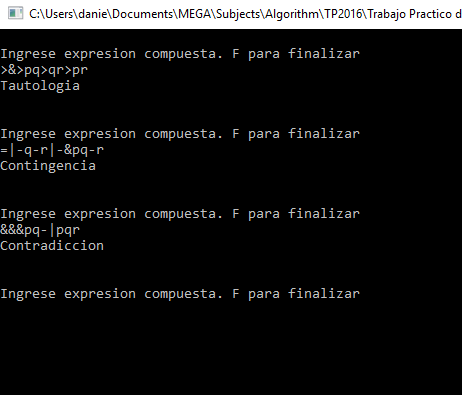 C:\Users\danie\Documents\MEGA\Subjects\Algorithm\TP2016\Trabajo Practico d
Ingrese expresion compuesta. F para finalizar
>&>pq>qr>pr
Tautologia
Ingrese expresion compuesta. F para finalizar
=|-q-r|-&pq-r
Contingencia
Ingrese expresion compuesta. F para finalizar
&&&pq-|pqr
Contradiccion
Ingrese expresion compuesta. F para finalizar